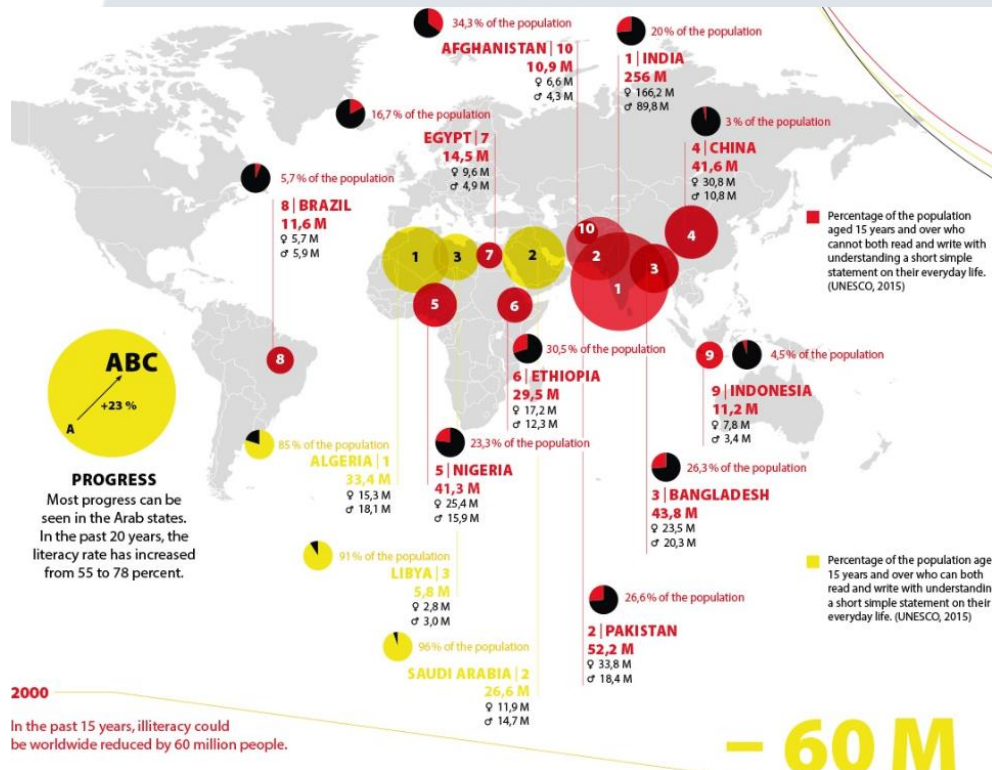 34,3% of the population
AFGHANISTAN | 10
10,9 M
♀ 6,6 M
♂ 4,3 M
20% of the population
1 | INDIA
256 M
♀ 166,2 M
♂ 89,8 M
16,7% of the population
EGYPT | 7
14,5 M
♀ 9,6 M
♂ 4,9 M
3% of the population
4 | CHINA
41,6 M
♀ 30,8 M
♂ 10,8 M
5,7% of the population
8 | BRAZIL
11,6 M
♀ 5,7 M
♂ 5,9 M
Percentage of the population
aged 15 years and over who
cannot both read and write with
understanding a short simple
statement on their everyday life.
(UNESCO, 2015)
1
3
7
2
10
2
1
3
4
5
6
8
9
30,5% of the population
6 | ETHIOPIA
29,5 M
♀ 17,2 M
♂ 12,3 M
4,5% of the population
9 | INDONESIA
11,2 M
♀ 7,8 M
♂ 3,4 M
ABC
+23 %
A
PROGRESS
Most progress can be
seen in the Arab states.
In the past 20 years, the
literacy rate has increased
from 55 to 78 percent.
85% of the population
ALGERIA | 1
33,4 M
♀ 15,3 M
♂ 18,1 M
23,3% of the population
5 | NIGERIA
41,3 M
♀ 25,4 M
♂ 15,9 M
26,3% of the population
3 | BANGLADESH
43,8 M
♀ 23,5 M
♂ 20,3 M
91% of the population
LIBYA | 3
5,8 M
♀ 2,8 M
♂ 3,0 M
Percentage of the population age
15 years and over who can both
read and write with understandin
a short simple statement on their
everyday life. (UNESCO, 2015)
26,6% of the population
2 | PAKISTAN
52,2 M
♀ 33,8 M
♂ 18,4 M
96% of the population
SAUDI ARABIA | 2
26,6 M
♀ 11,9 M
♂ 14,7 M
2000
In the past 15 years, illiteracy could
be worldwide reduced by 60 million people.
– 60 M